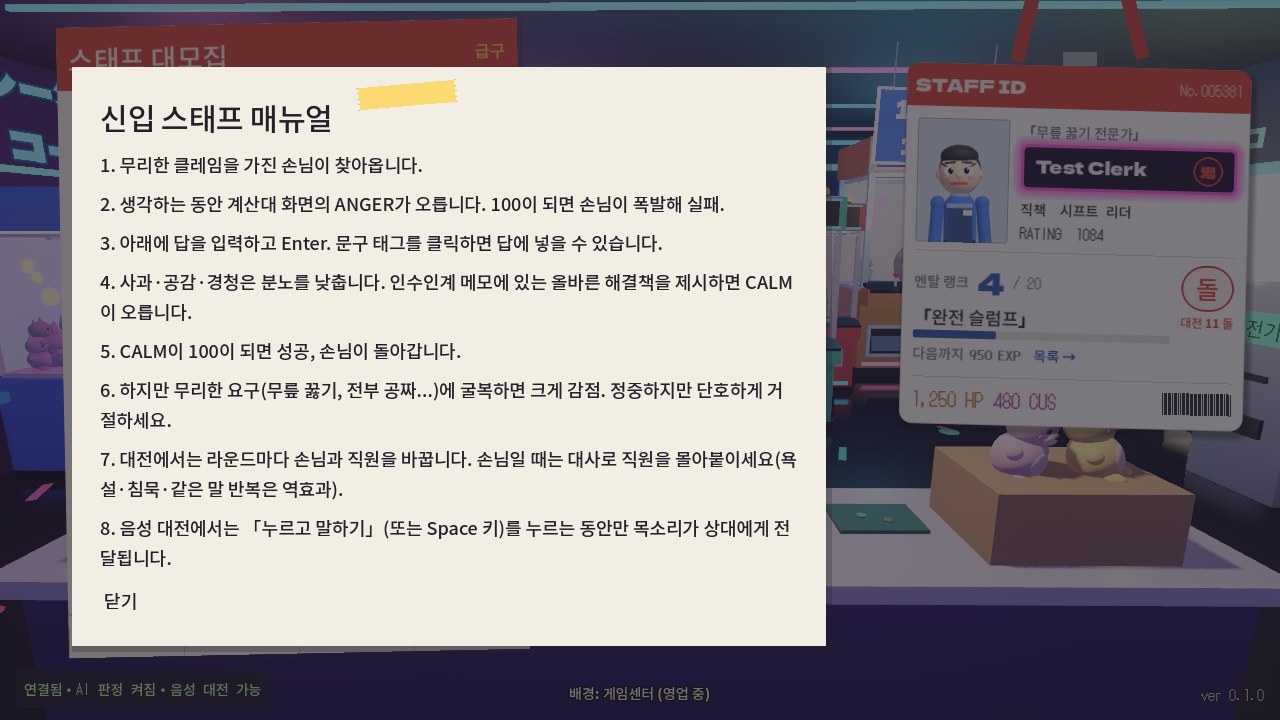 스태프 대모집
급구
신입 스태프 매뉴얼
1. 무리한 클레임을 가진 손님이 찾아옵니다.
2. 생각하는 동안 계산대 화면의 ANGER가 오릅니다. 100이 되면 손님이 폭발해 실패.
3. 아래에 답을 입력하고 Enter. 문구 태그를 클릭하면 답에 넣을 수 있습니다.
4. 사과·공감·경청은 분노를 낮춥니다. 인수인계 메모에 있는 올바른 해결책을 제시하면 CALM
이 오릅니다.
5. CALM이 100이 되면 성공, 손님이 돌아갑니다.
6. 하지만 무리한 요구(무릎 꿇기, 전부 공짜...)에 굴복하면 크게 감점. 정중하지만 단호하게 거
절하세요.
7. 대전에서는 라운드마다 손님과 직원을 바꿉니다. 손님일 때는 대사로 직원을 몰아붙이세요(욕
설·침묵·같은 말 반복은 역효과).
8. 음성 대전에서는 「누르고 말하기」(또는 Space 키)를 누르는 동안만 목소리가 상대에게 전
달됩니다.
닫기
STAFF ID
No. 005381
「무릎 꿇기 전문가」
Test Clerk
직책 시프트 리더
RATING 1084
멘탈 랭크 4 / 20
「완전 슬럼프」
돌
대전 11 돌
다음까지 950 EXP 목록 →
1,250 HP 480 CUS
연결됨 • AI 판정 켜짐 • 음성 대전 가능
배경: 게임센터 (영업 중)
ver 0.1.0